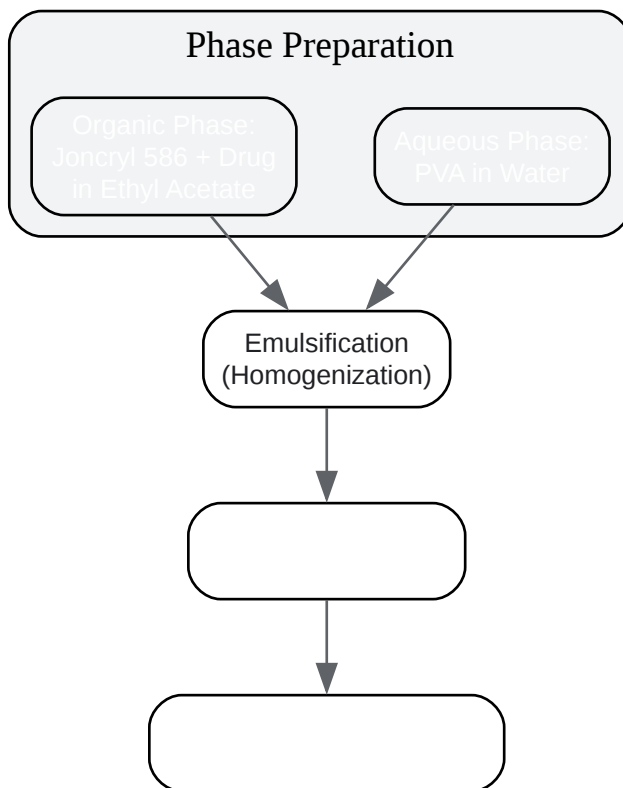 Phase Preparation
Organic Phase:
Joncryl 586 + Drug
in Ethyl Acetate
Aqueous Phase:
PVA in Water
Emulsification
(Homogenization)